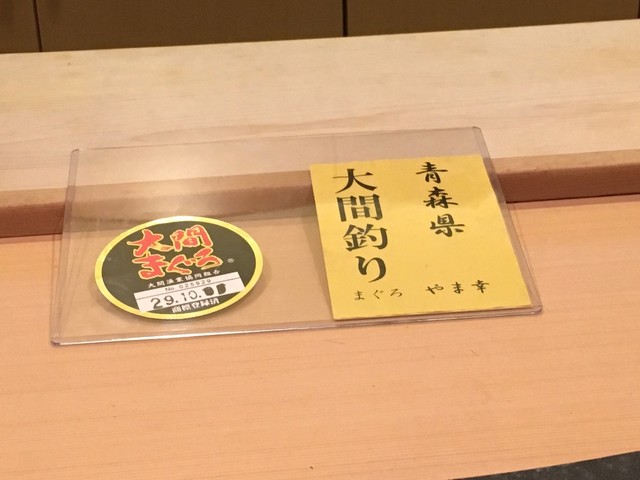 大間
まぐろ®
大間漁業協同組合
29.10.
商標登録済
青森県
大間釣り
まぐろ やま幸